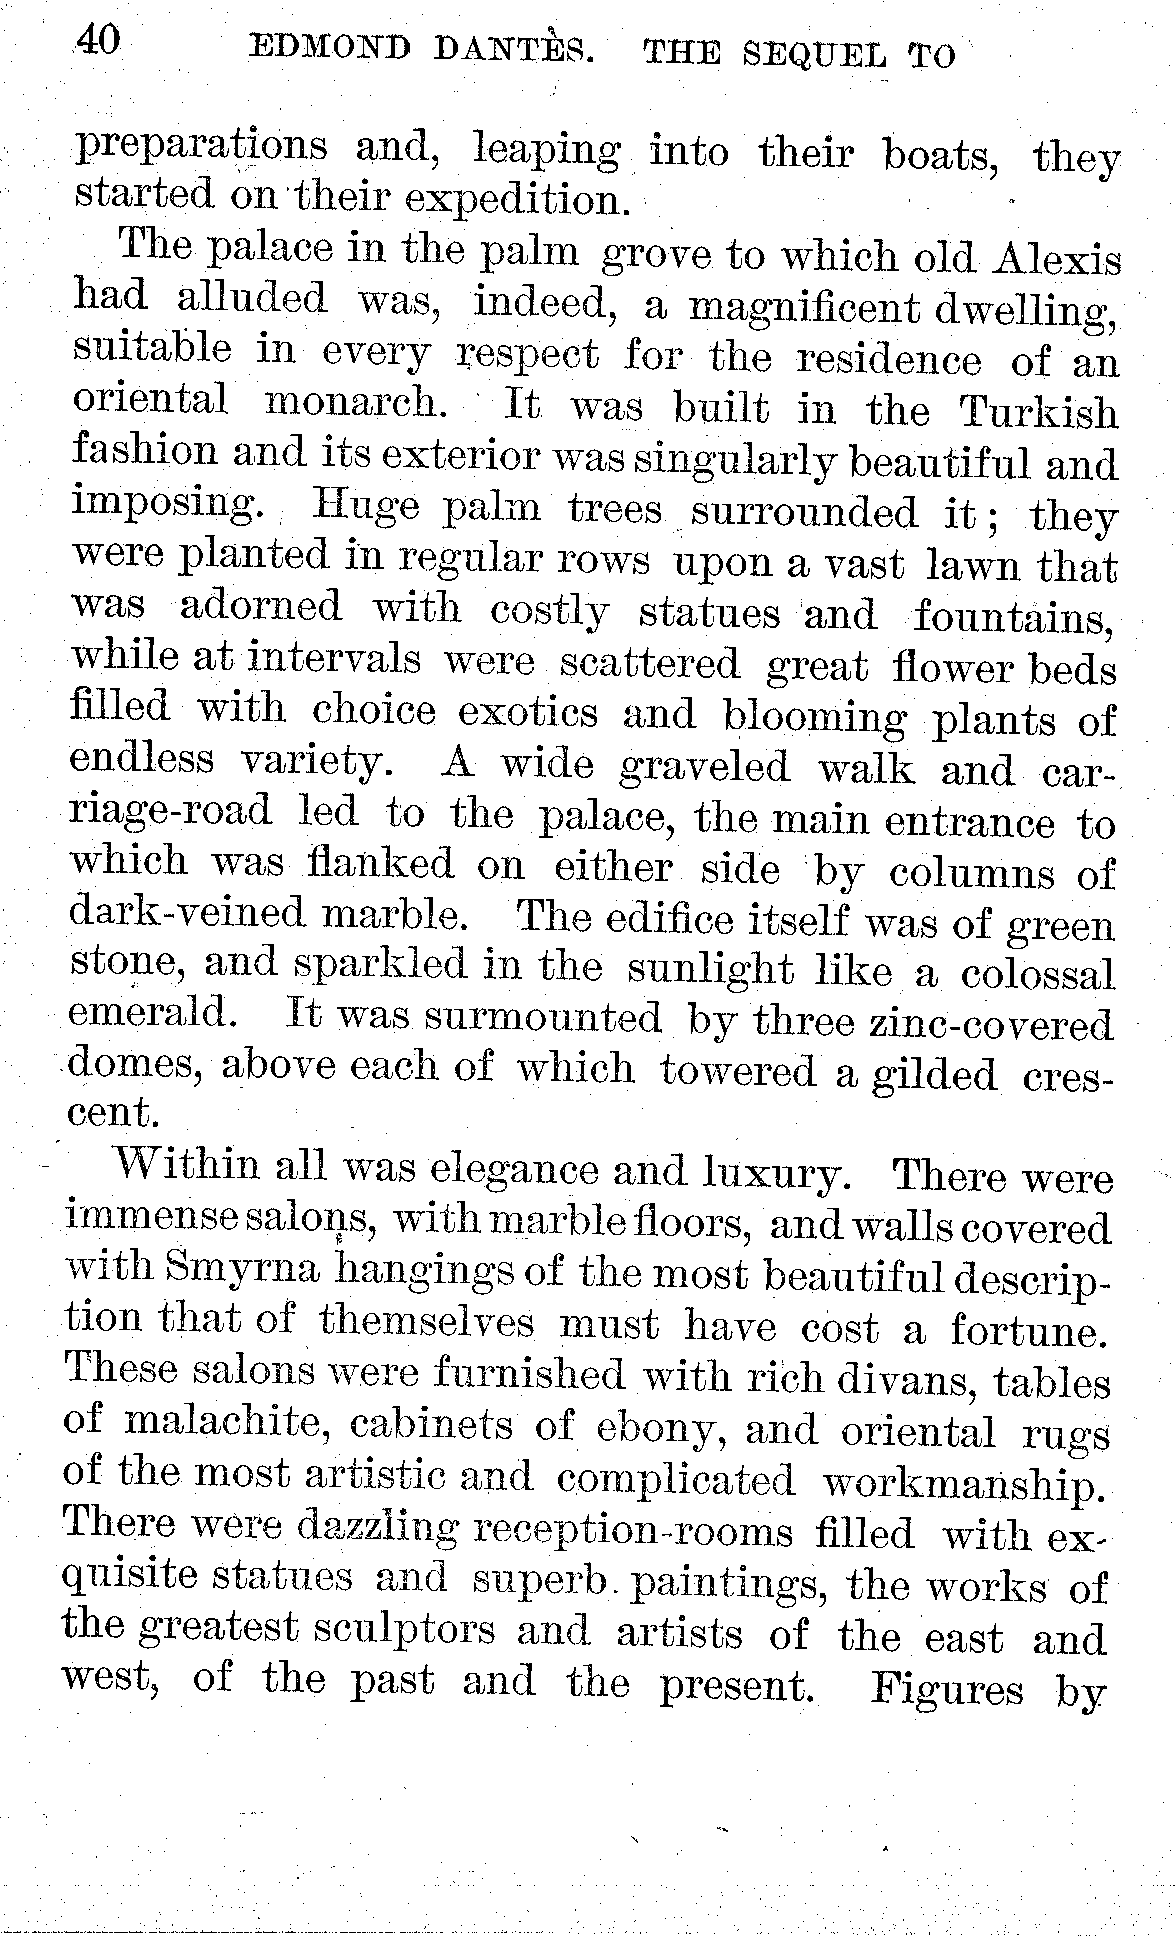 40 EDMOND DANTÈS. THE SEQUEL TO
preparations and, leaping into their boats, they
started on their expedition.
The palace in the palm grove to which old Alexis
had alluded was, indeed, a magnificent dwelling,
suitable in every respect for the residence of an
oriental monarch. It was built in the Turkish
fashion and its exterior was singularly beautiful and
imposing. Huge palm trees surrounded it; they
were planted in regular rows upon a vast lawn that
was adorned with costly statues and fountains,
while at intervals were scattered great flower beds
filled with choice exotics and blooming plants of
endless variety. A wide graveled walk and car-
riage-road led to the palace, the main entrance to
which was flanked on either side by columns of
dark-veined marble. The edifice itself was of green
stone, and sparkled in the sunlight like a colossal
emerald. It was surmounted by three zinc-covered
domes, above each of which towered a gilded cres-
cent.
Within all was elegance and luxury. There were
immense salons, with marble floors, and walls covered
with Smyrna hangings of the most beautiful descrip-
tion that of themselves must have cost a fortune.
These salons were furnished with rich divans, tables
of malachite, cabinets of ebony, and oriental rugs
of the most artistic and complicated workmanship.
There were dazzling reception-rooms filled with ex-
quisite statues and superb paintings, the works of
the greatest sculptors and artists of the east and
west, of the past and the present. Figures by